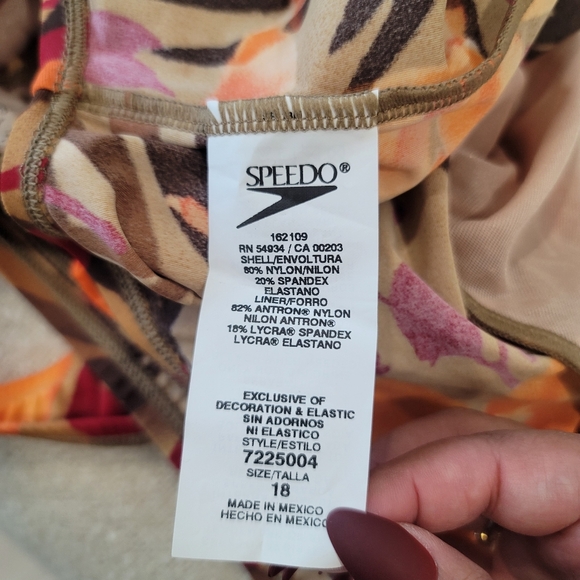 SPEEDO®
162109
RN 54934 / CA 00203
SHELL/ENVOLTURA
80% NYLON/NILON
20% SPANDEX
ELASTANO
LINER/FORRO
82% ANTRON® NYLON
NILON ANTRON®
18% LYCRA® SPANDEX
LYCRA® ELASTANO
EXCLUSIVE OF
DECORATION & ELASTIC
SIN ADORNOS
NI ELASTICO
STYLE/ESTILO
7225004
SIZE/TALLA
18
MADE IN MEXICO
HECHO EN MEXICO